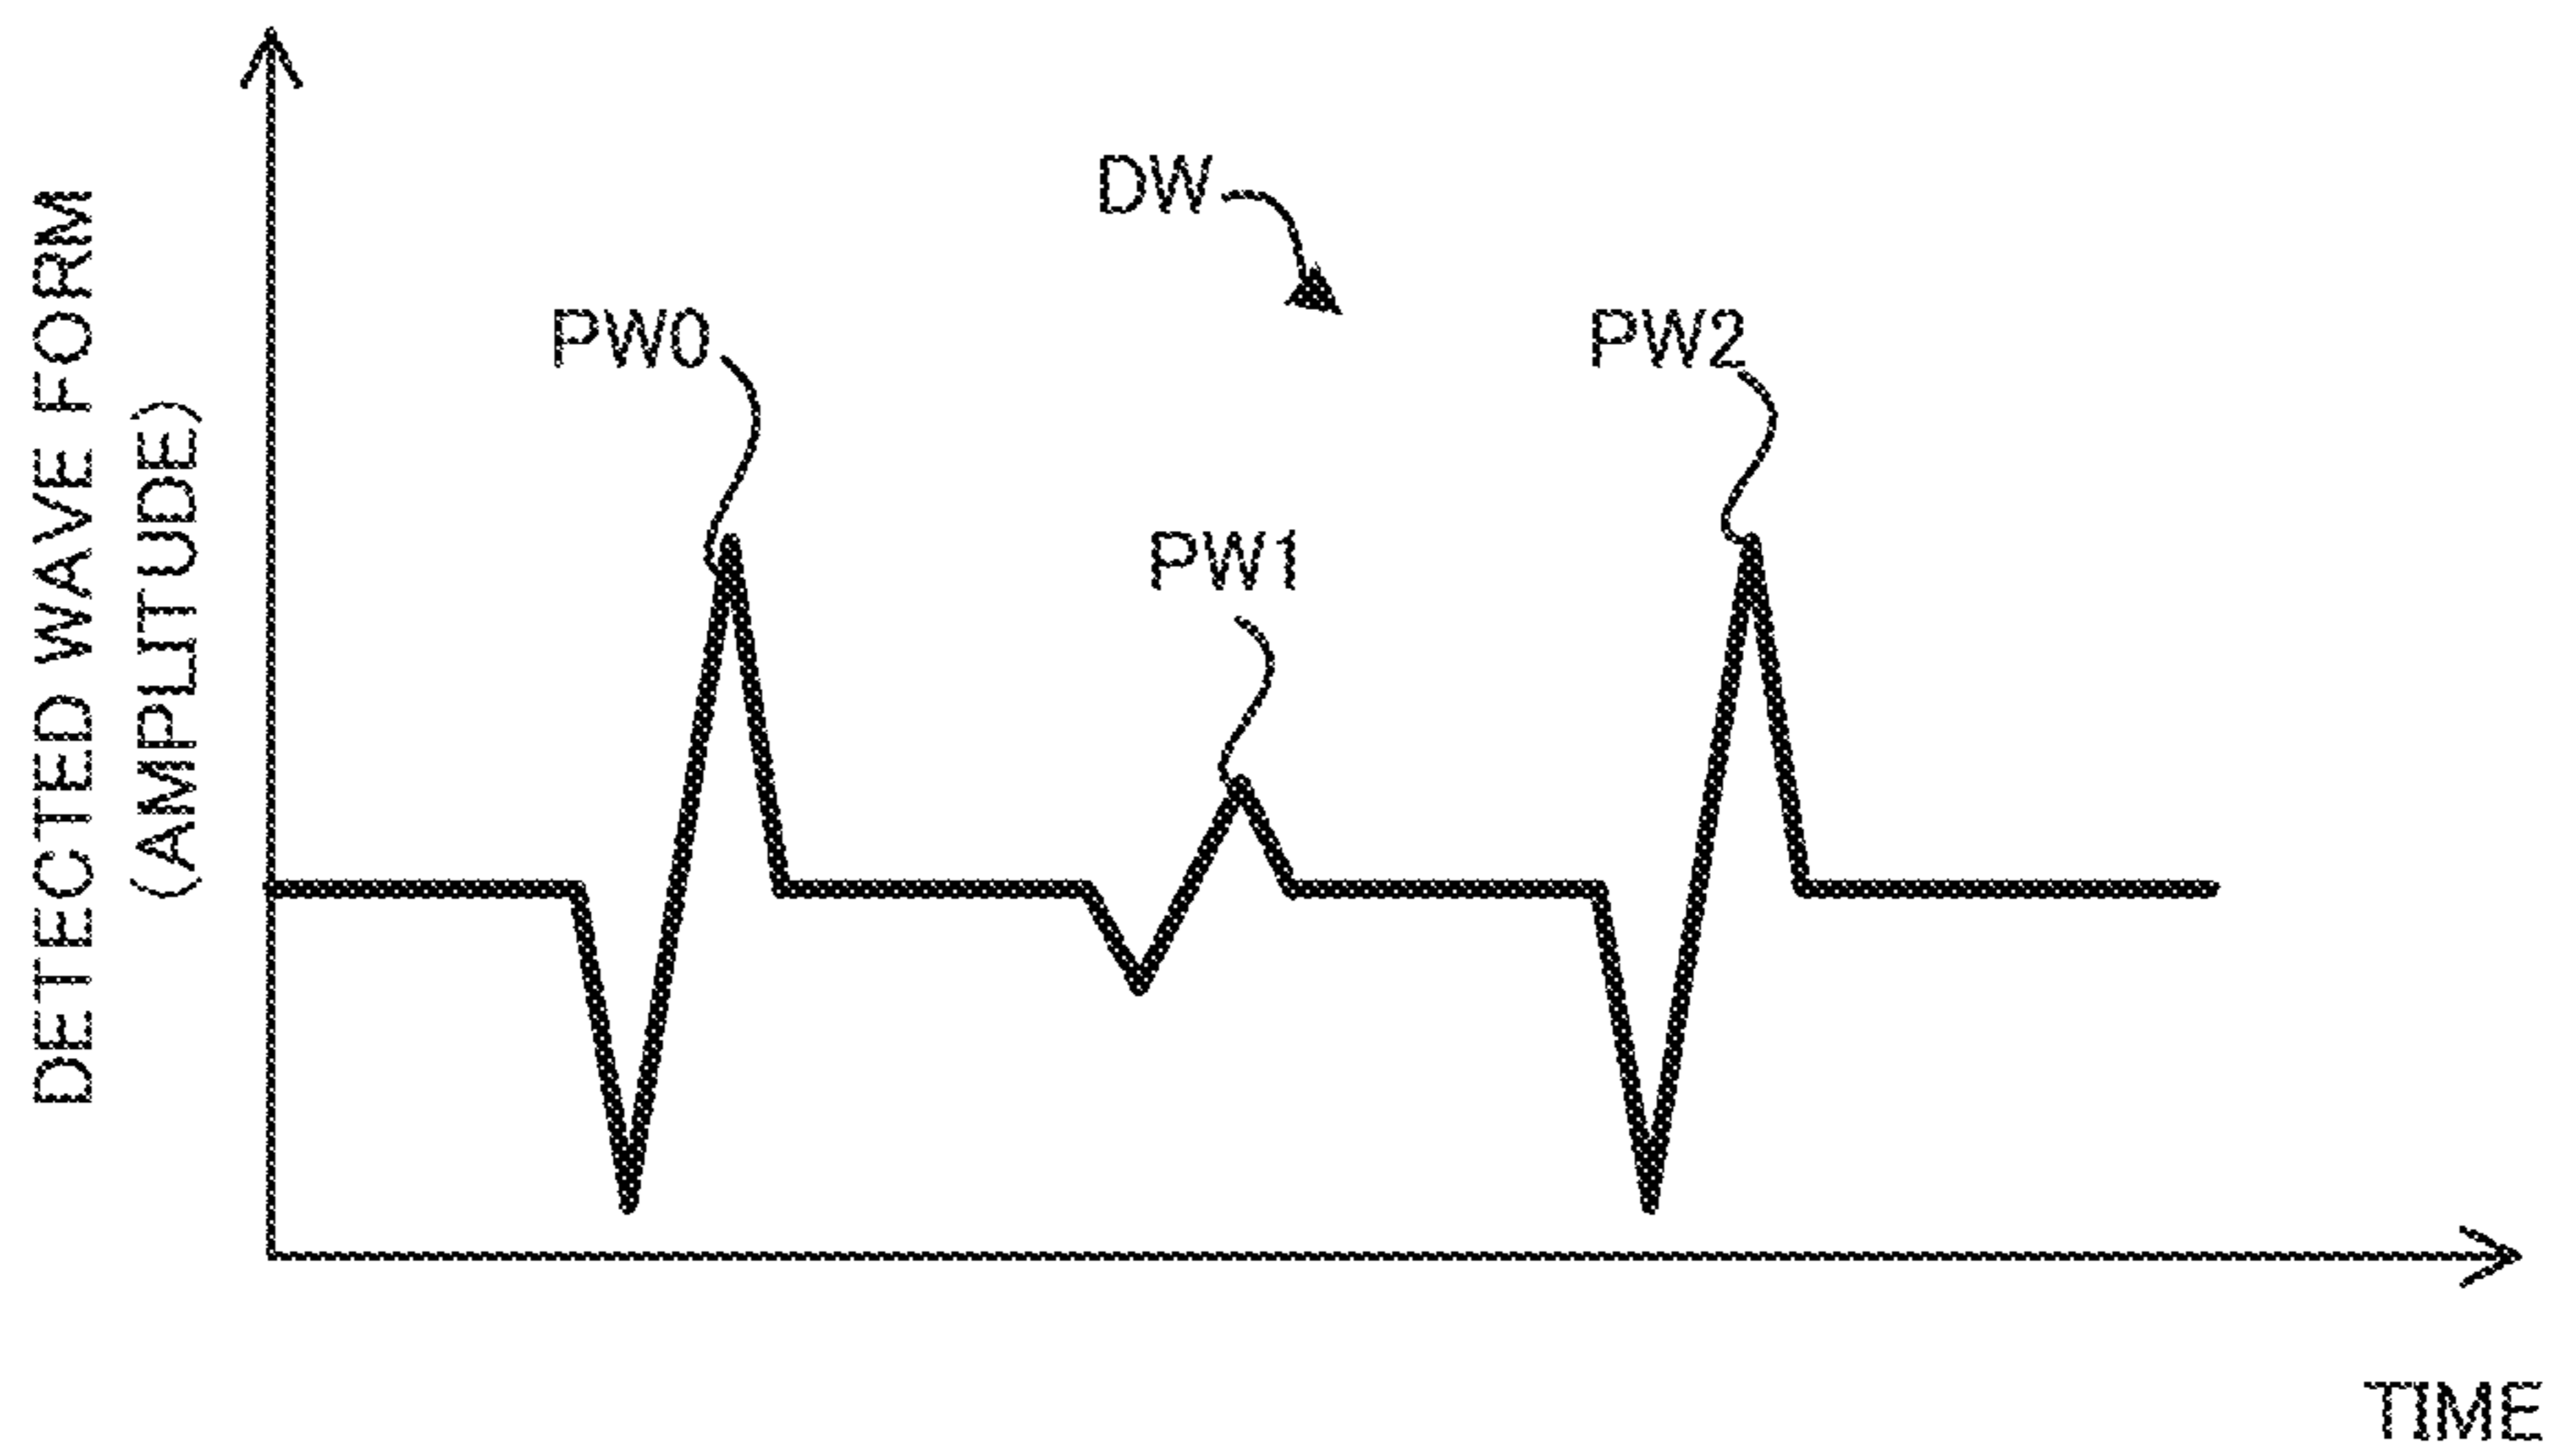 DETECTED WAVE FORM
(AMPLITUDE)
DW
PW0
PW2
PW1
TIME